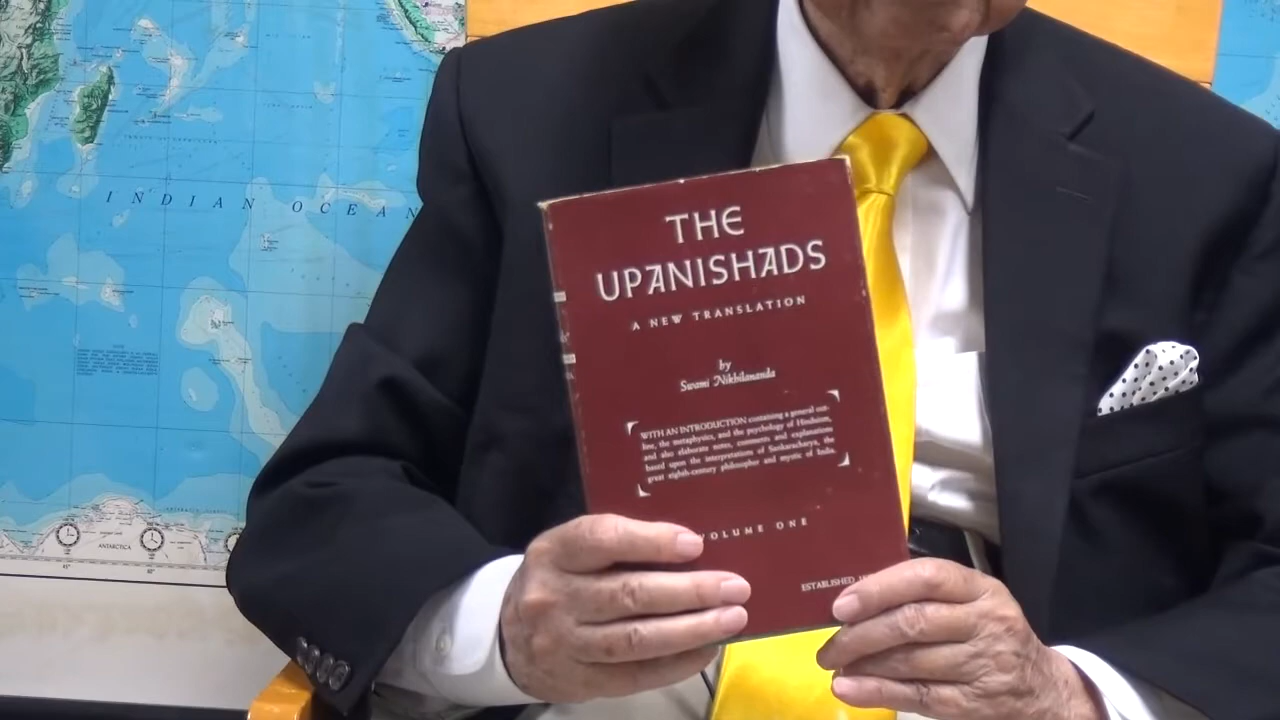 INDIAN OCEAN
ANTARCTICA
THE
UPANISHADS
A NEW TRANSLATION
by
Swami Nikhilananda
WITH AN INTRODUCTION containing a general out-
line, the metaphysics, and the psychology of Hinduism,
and also elaborate notes, comments and explanations
based upon the interpretations of Sankaracharya, the
great eighth-century philosopher and mystic of India.
VOLUME ONE
ESTABLISHED